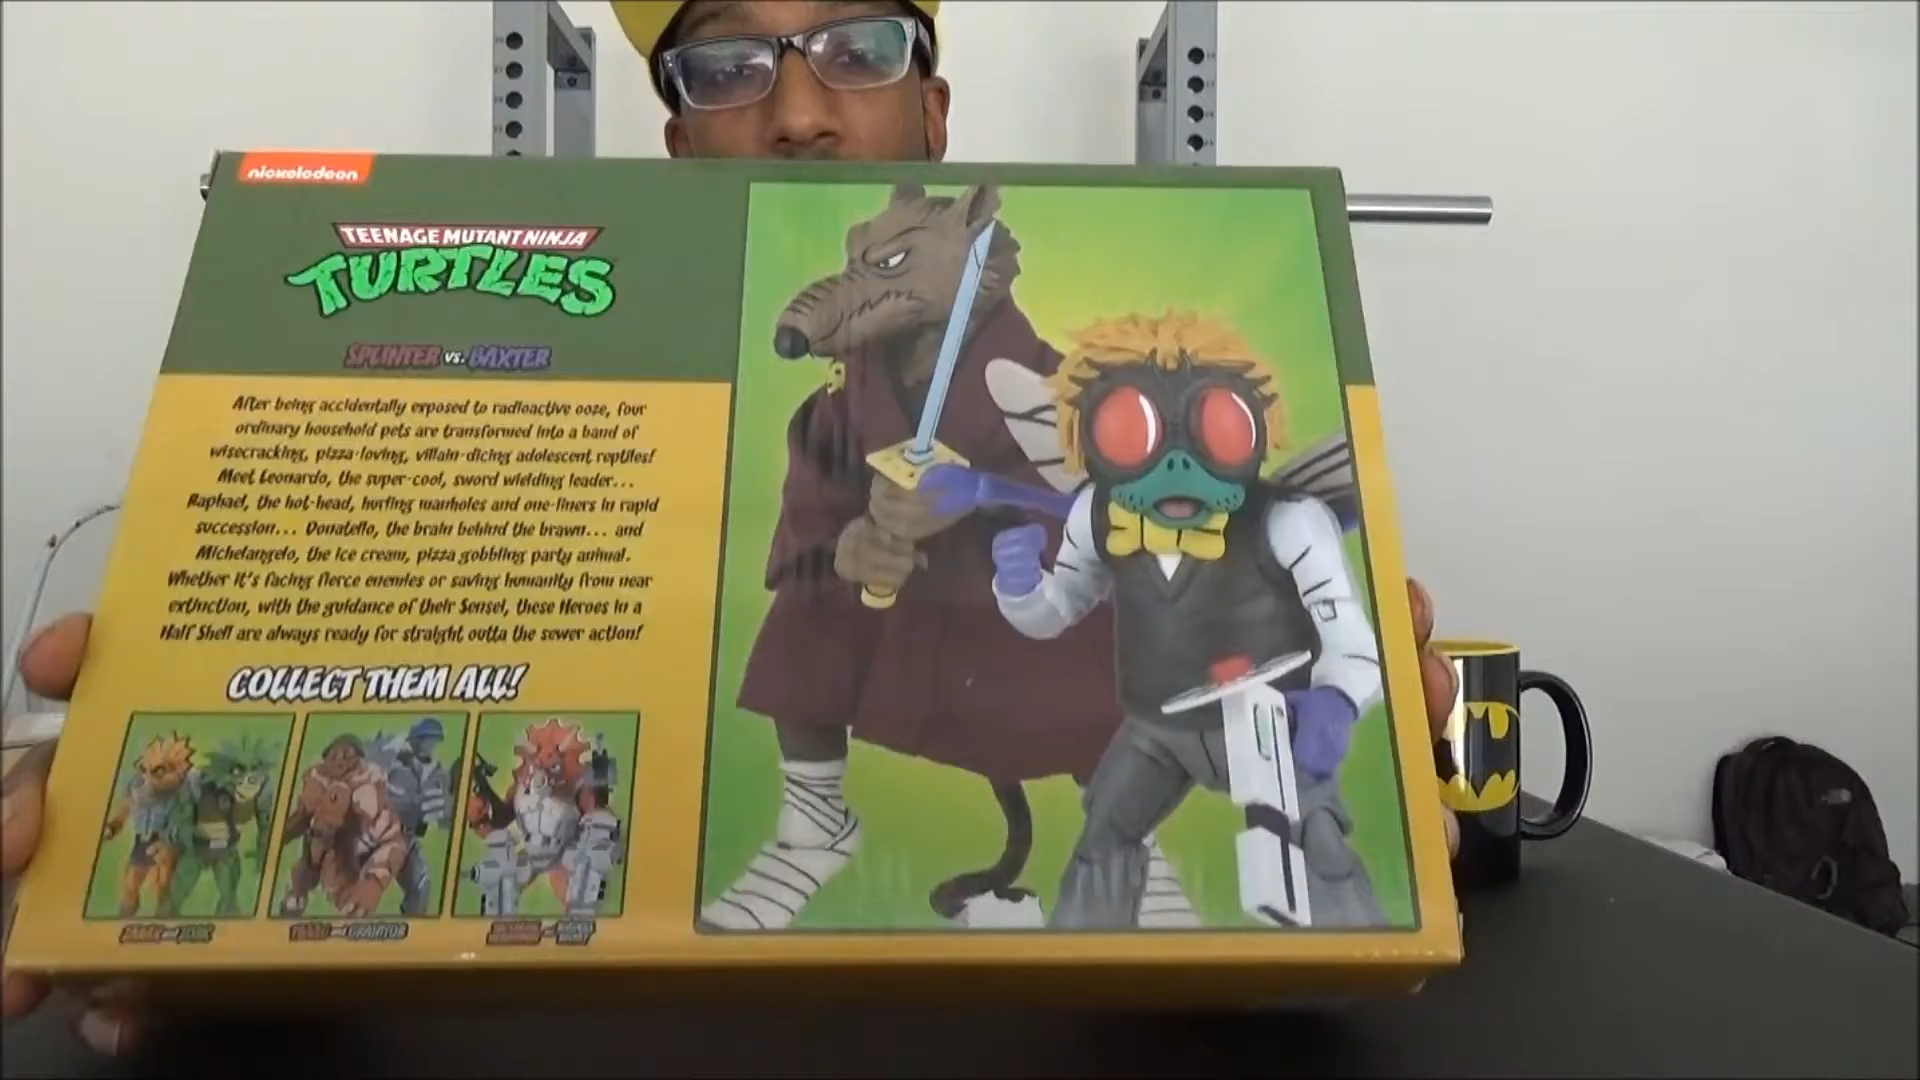 nickelodeon
TEENAGE MUTANT NINJA
TURTLES
SPLINTER vs. BAXTER
After being accidentally exposed to radioactive ooze, four
ordinary household pets are transformed into a band of
wisecracking, pizza-loving, villain-dicing adolescent reptiles!
Meet Leonardo, the super-cool, sword wielding leader...
Raphael, the hot-head, hurling manholes and one-liners in rapid
succession... Donatello, the brain behind the brawn... and
Michelangelo, the ice cream, pizza gobbling party animal.
Whether it's facing fierce enemies or saving humanity from near
extinction, with the guidance of their Sensei, these Heroes in a
Half Shell are always ready for straight outta the sewer action!
COLLECT THEM ALL!